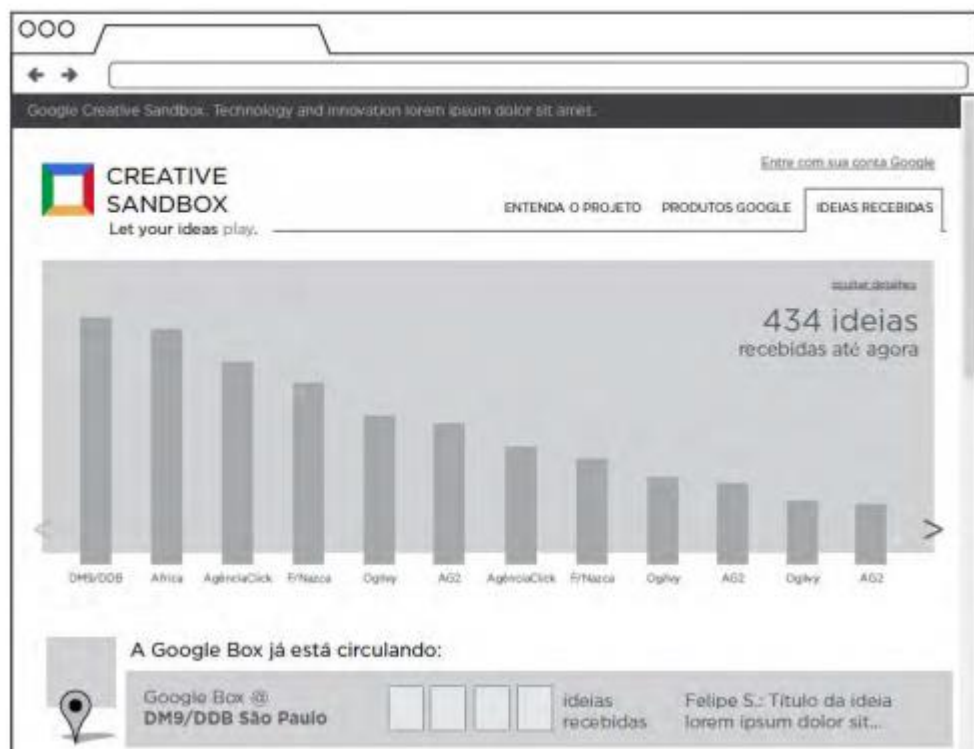 Google Creative Sandbox. Technology and innovation lorem ipsum dolor sit amet.
Entre com sua conta Google
CREATIVE
SANDBOX
Let your ideas play.
ENTENDA O PROJETO PRODUTOS GOOGLE IDEIAS RECEBIDAS
ocultar detalhes
434 ideias
recebidas até agora
< >
DM9/DDB Africa AgênciaClick F/Nazca Ogilvy AG2 AgênciaClick F/Nazca Ogilvy AG2 Ogilvy AG2
A Google Box já está circulando:
Google Box @
DM9/DDB São Paulo
ideias
recebidas
Felipe S.: Título da ideia
lorem ipsum dolor sit...